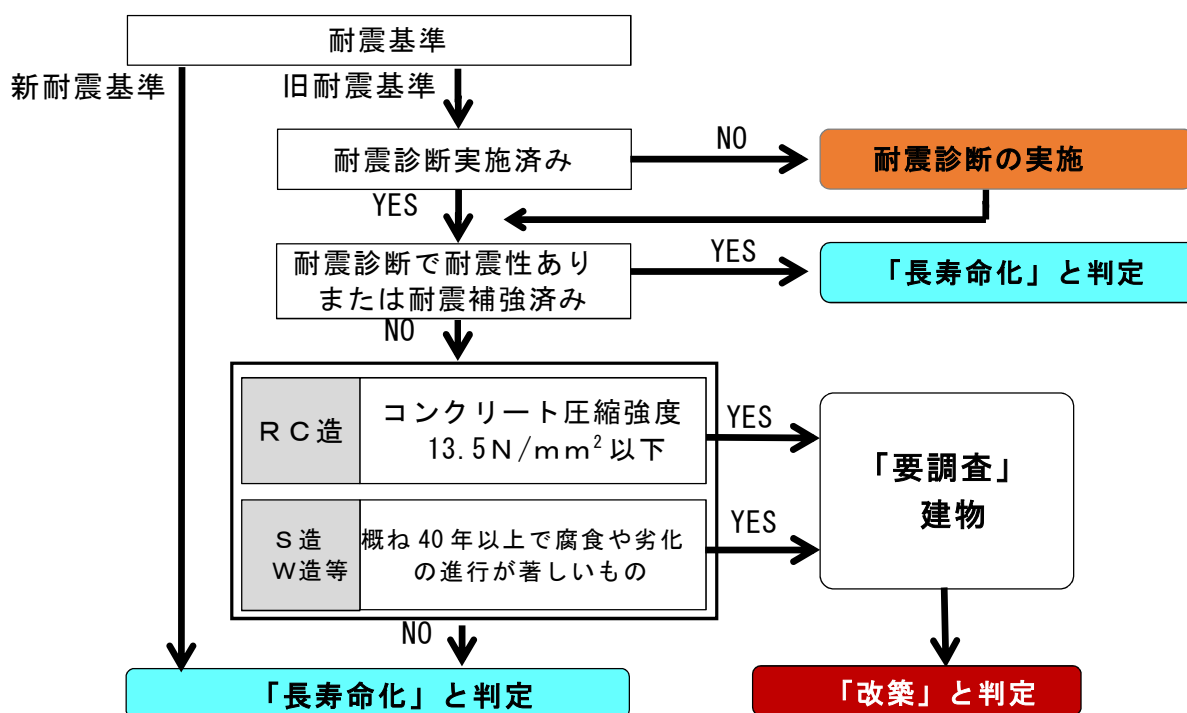 耐震基準
新耐震基準
旧耐震基準
耐震診断実施済み
NO
耐震診断の実施
YES
耐震診断で耐震性あり
または耐震補強済み
YES
「長寿命化」と判定
NO
RC造
コンクリート圧縮強度
13.5N/mm²以下
YES
「要調査」
建物
S造
W造等
概ね40年以上で腐食や劣化
の進行が著しいもの
YES
NO
「長寿命化」と判定
「改築」と判定